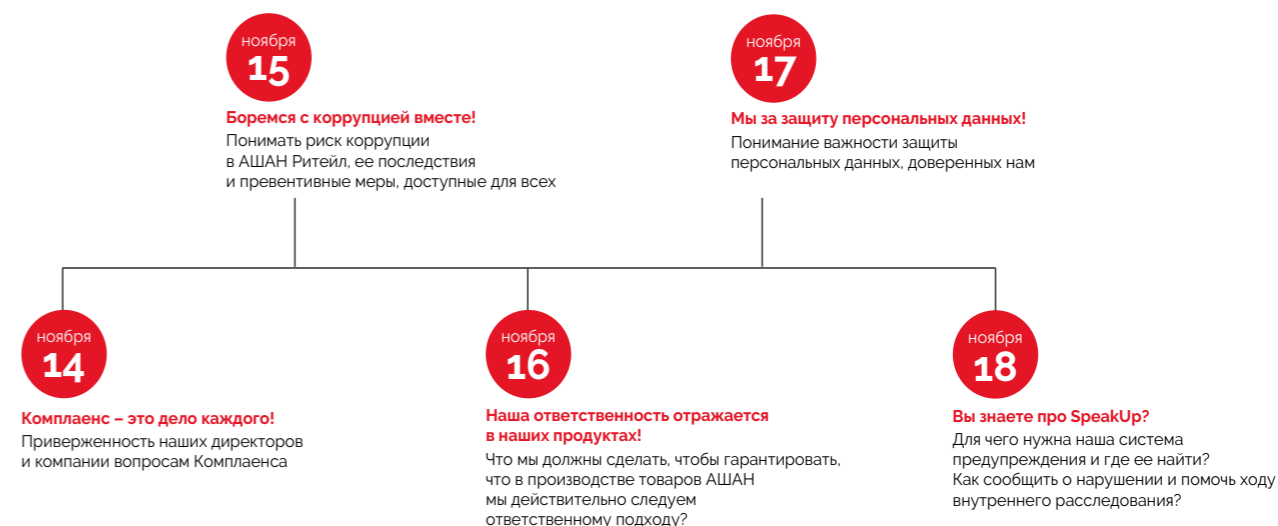 ноября
15
Боремся с коррупцией вместе!
Понимать риск коррупции
в АШАН Ритейл, ее последствия
и превентивные меры, доступные для всех
ноября
17
Мы за защиту персональных данных!
Понимание важности защиты
персональных данных, доверенных нам
ноября
14
Комплаенс – это дело каждого!
Приверженность наших директоров
и компании вопросам Комплаенса
ноября
16
Наша ответственность отражается
в наших продуктах!
Что мы должны сделать, чтобы гарантировать,
что в производстве товаров АШАН
мы действительно следуем
ответственному подходу?
ноября
18
Вы знаете про SpeakUp?
Для чего нужна наша система
предупреждения и где ее найти?
Как сообщить о нарушении и помочь ходу
внутреннего расследования?